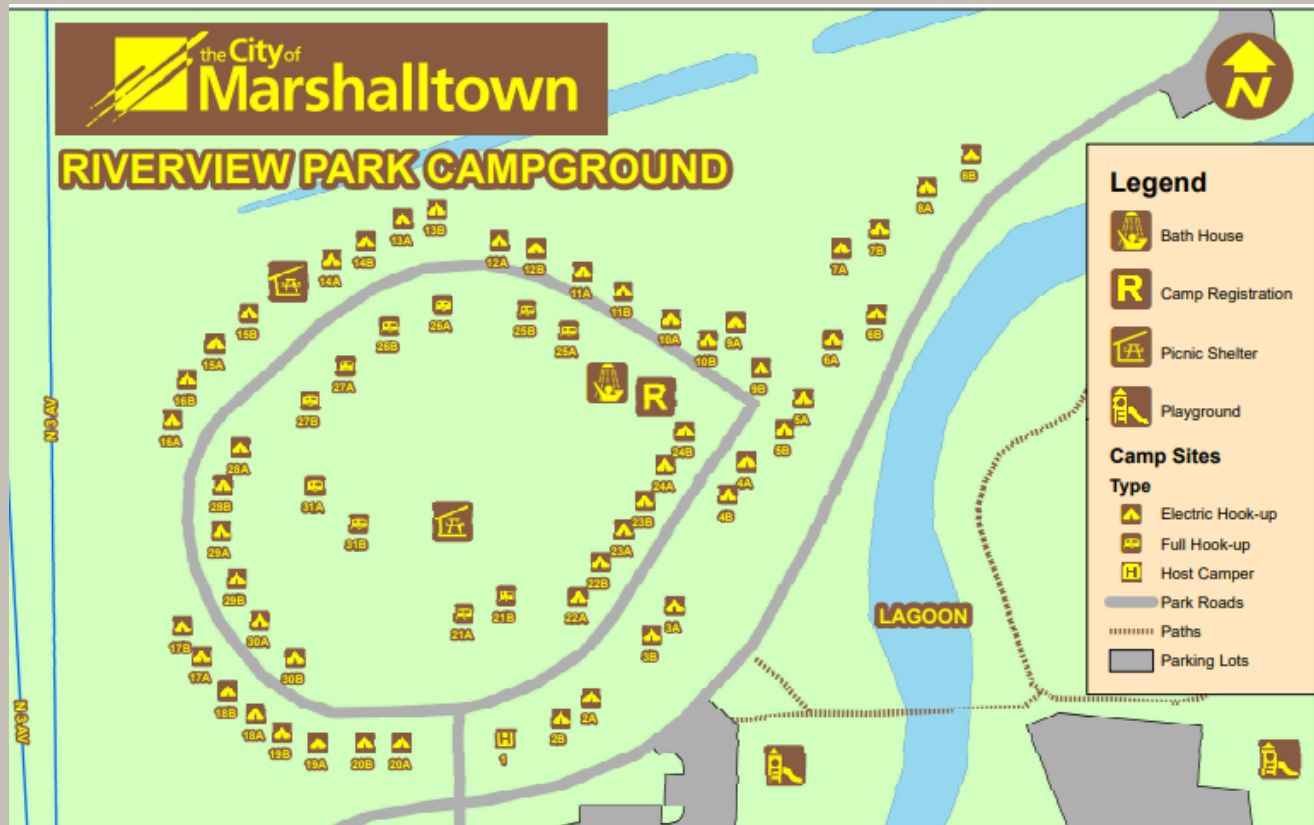 the City of
Marshalltown
RIVERVIEW PARK CAMPGROUND
N
8B
8A
13B
13A
7B
14B
12A
12B
7A
14A
11A
11B
15B
26A
25B
6B
10A
9A
26B
25A
15A
10B
6A
27A
9B
16B
27B
R
5A
16A
24B
5B
28A
24A
4A
28B
31A
4B
23B
31B
29A
23A
22B
29B
21B
22A
3A
21A
30A
17B
3B
17A
30B
18B
2A
18A
2B
19B
19A
20B
20A
H
1
N 3 AV
N 3 AV
LAGOON
Legend
Bath House
R Camp Registration
Picnic Shelter
Playground
Camp Sites
Type
Electric Hook-up
Full Hook-up
H Host Camper
Park Roads
Paths
Parking Lots